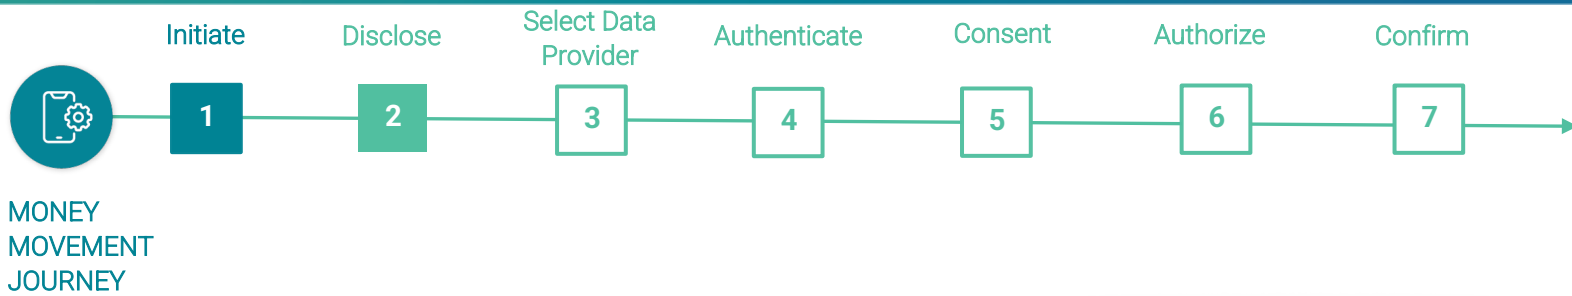 Initiate
Disclose
Select Data
Provider
Authenticate
Consent
Authorize
Confirm
1
2
3
4
5
6
7
MONEY
MOVEMENT
JOURNEY